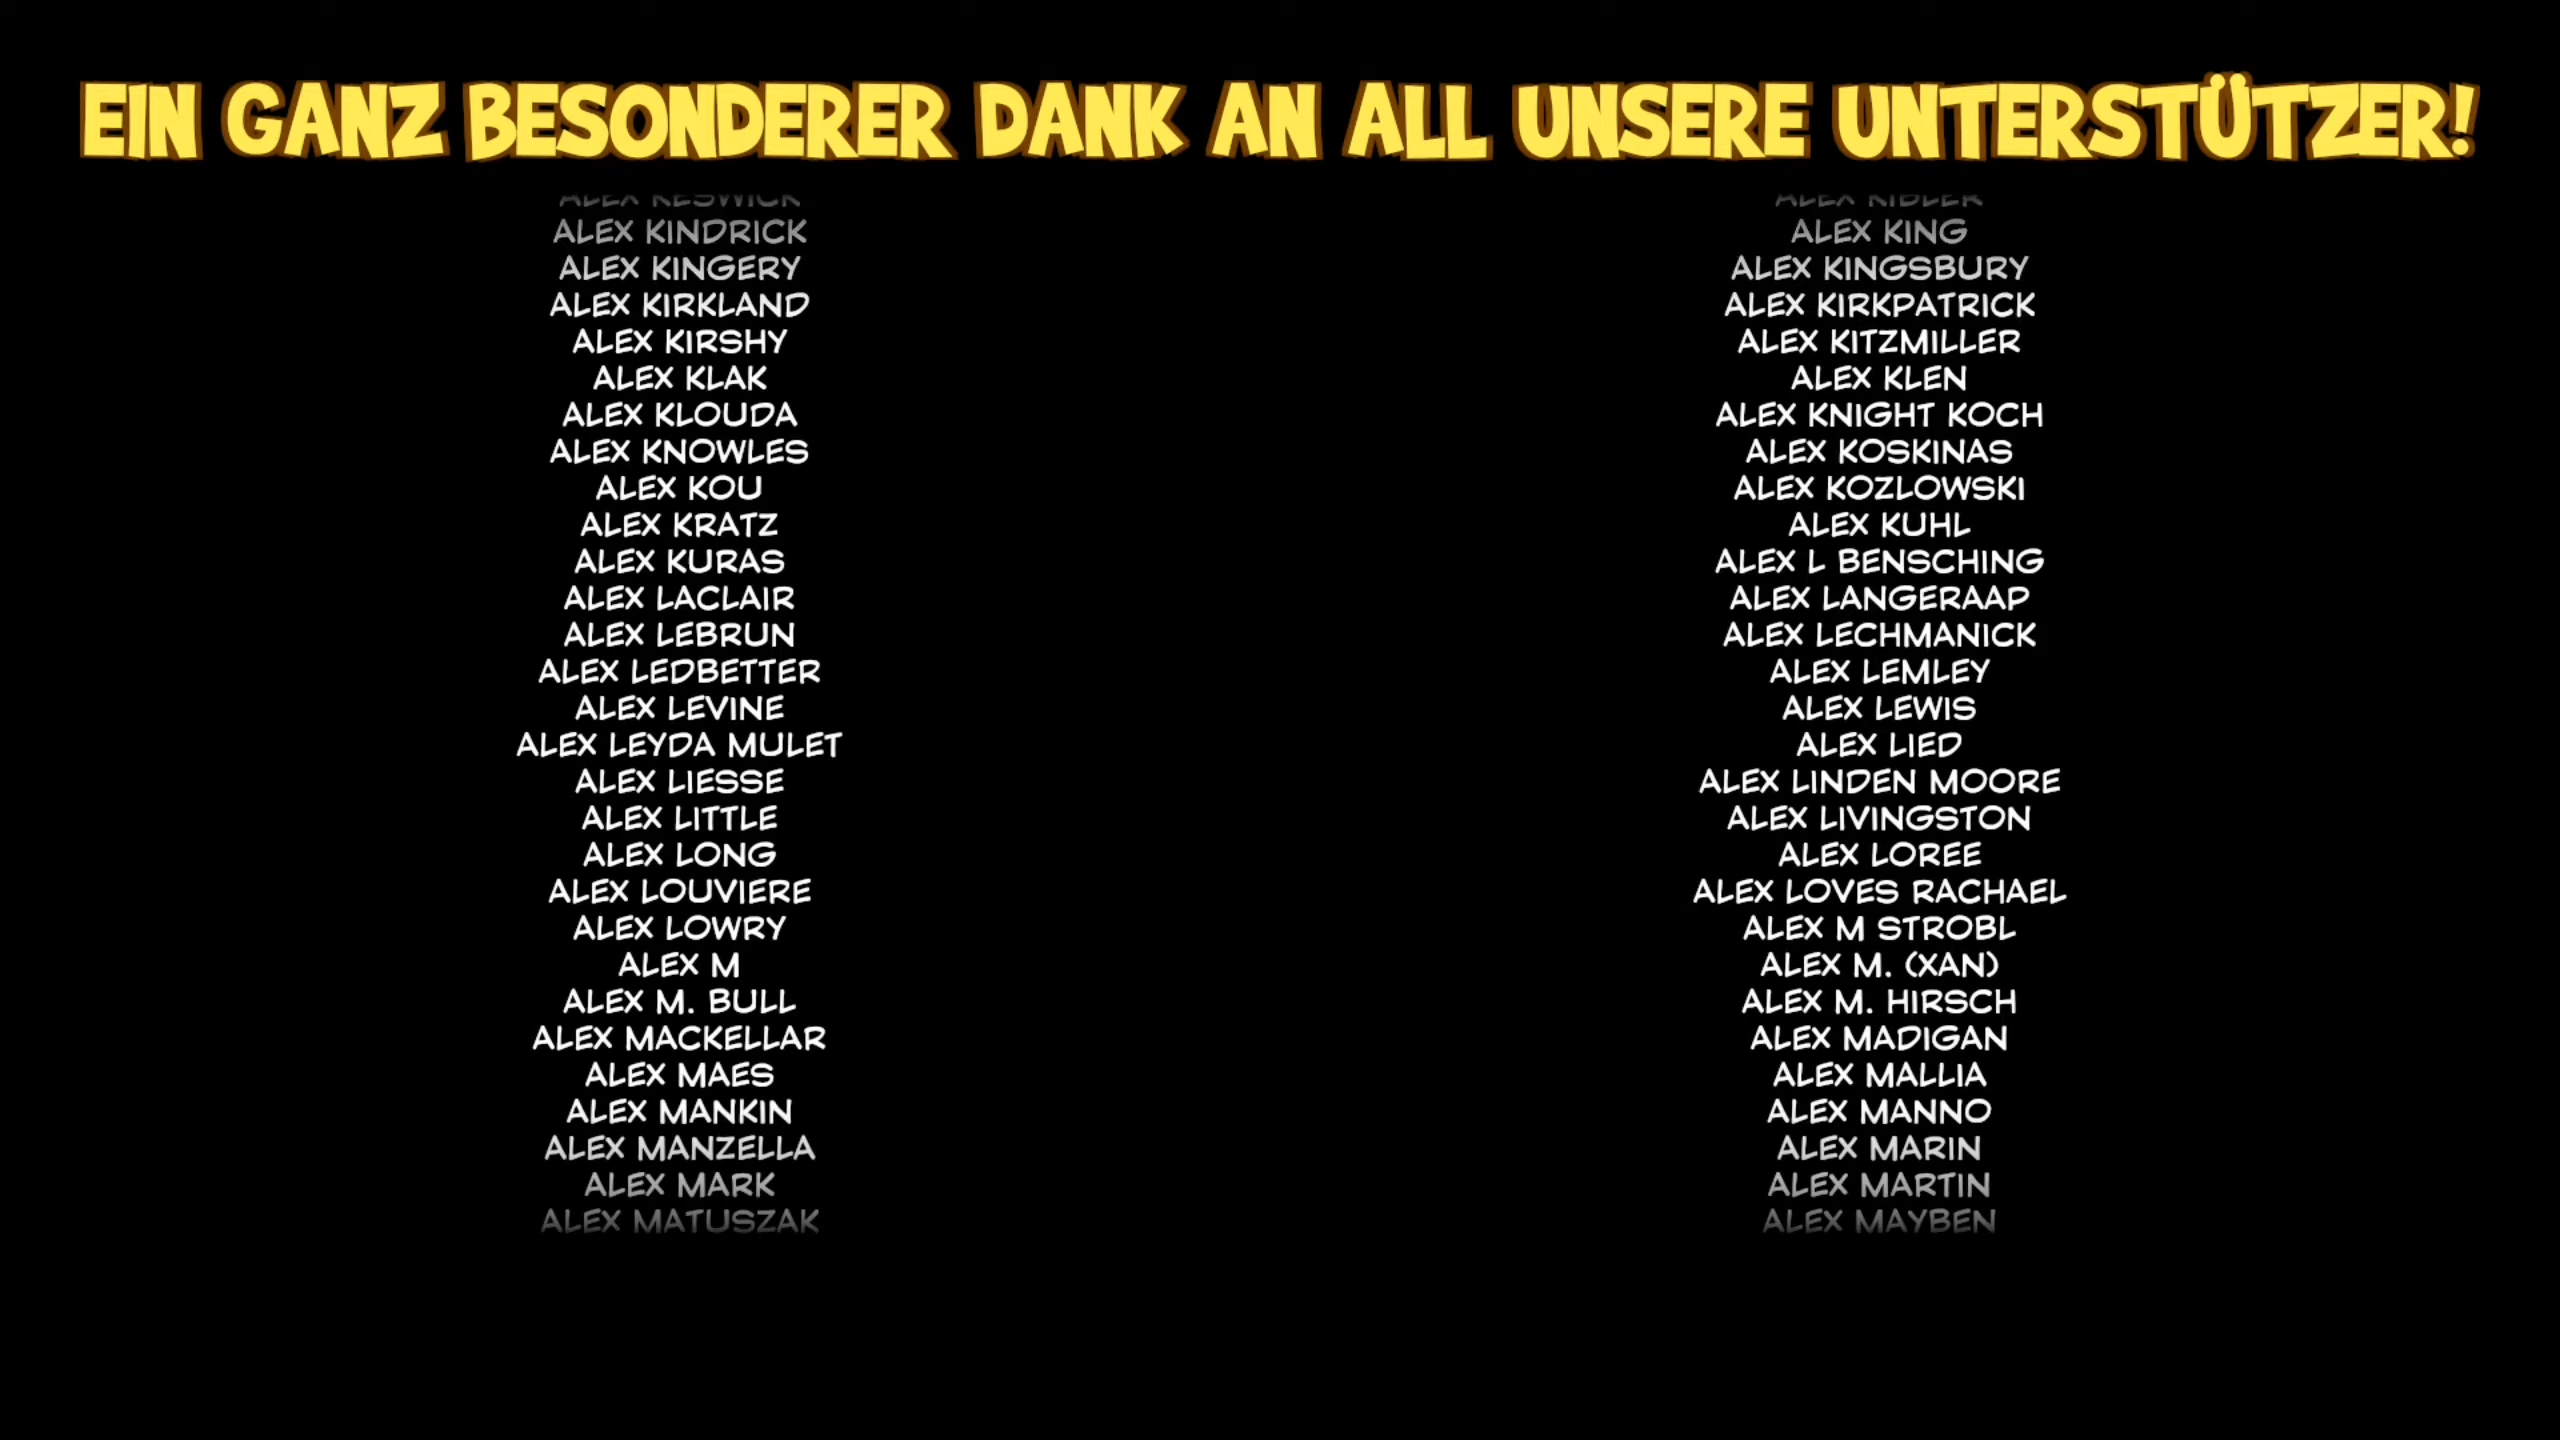 EIN GANZ BESONDERER DANK AN ALL UNSERE UNTERSTÜTZER!
ALEX KESWICK
ALEX KIBLER
ALEX KINDRICK
ALEX KING
ALEX KINGERY
ALEX KINGSBURY
ALEX KIRKLAND
ALEX KIRKPATRICK
ALEX KIRSHY
ALEX KITZMILLER
ALEX KLAK
ALEX KLEN
ALEX KLOUDA
ALEX KNIGHT KOCH
ALEX KNOWLES
ALEX KOSKINAS
ALEX KOU
ALEX KOZLOWSKI
ALEX KRATZ
ALEX KUHL
ALEX KURAS
ALEX L BENSCHING
ALEX LACLAIR
ALEX LANGERAAP
ALEX LEBRUN
ALEX LECHMANICK
ALEX LEDBETTER
ALEX LEMLEY
ALEX LEVINE
ALEX LEWIS
ALEX LEYDA MULET
ALEX LIED
ALEX LIESSE
ALEX LINDEN MOORE
ALEX LITTLE
ALEX LIVINGSTON
ALEX LONG
ALEX LOREE
ALEX LOUVIERE
ALEX LOVES RACHAEL
ALEX LOWRY
ALEX M STROBL
ALEX M
ALEX M. (XAN)
ALEX M. BULL
ALEX M. HIRSCH
ALEX MACKELLAR
ALEX MADIGAN
ALEX MAES
ALEX MALLIA
ALEX MANKIN
ALEX MANNO
ALEX MANZELLA
ALEX MARIN
ALEX MARK
ALEX MARTIN
ALEX MATUSZAK
ALEX MAYBEN